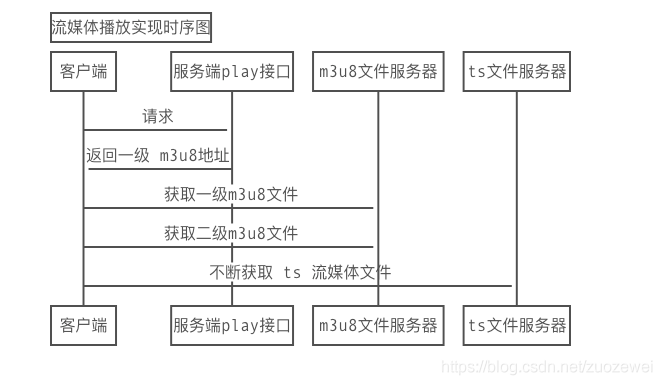 流媒体播放实现时序图
客户端 服务端play接口 m3u8文件服务器 ts文件服务器
请求
返回一级 m3u8地址
获取一级m3u8文件
获取二级m3u8文件
不断获取 ts 流媒体文件
客户端 服务端play接口 m3u8文件服务器 ts文件服务器
https://blog.csdn.net/zuozewei